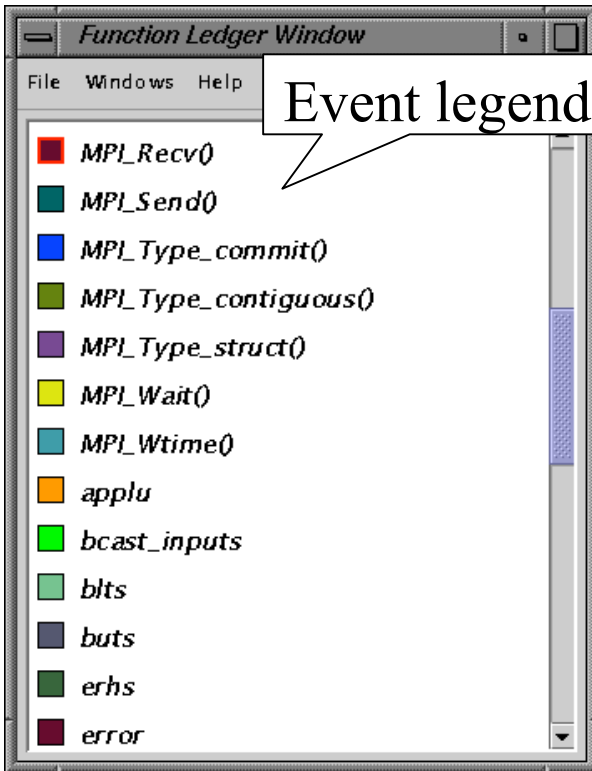 Function Ledger Window
File Windows Help
Event legend
MPI_Recv()
MPI_Send()
MPI_Type_commit()
MPI_Type_contiguous()
MPI_Type_struct()
MPI_Wait()
MPI_Wtime()
applu
bcast_inputs
blts
buts
erhs
error